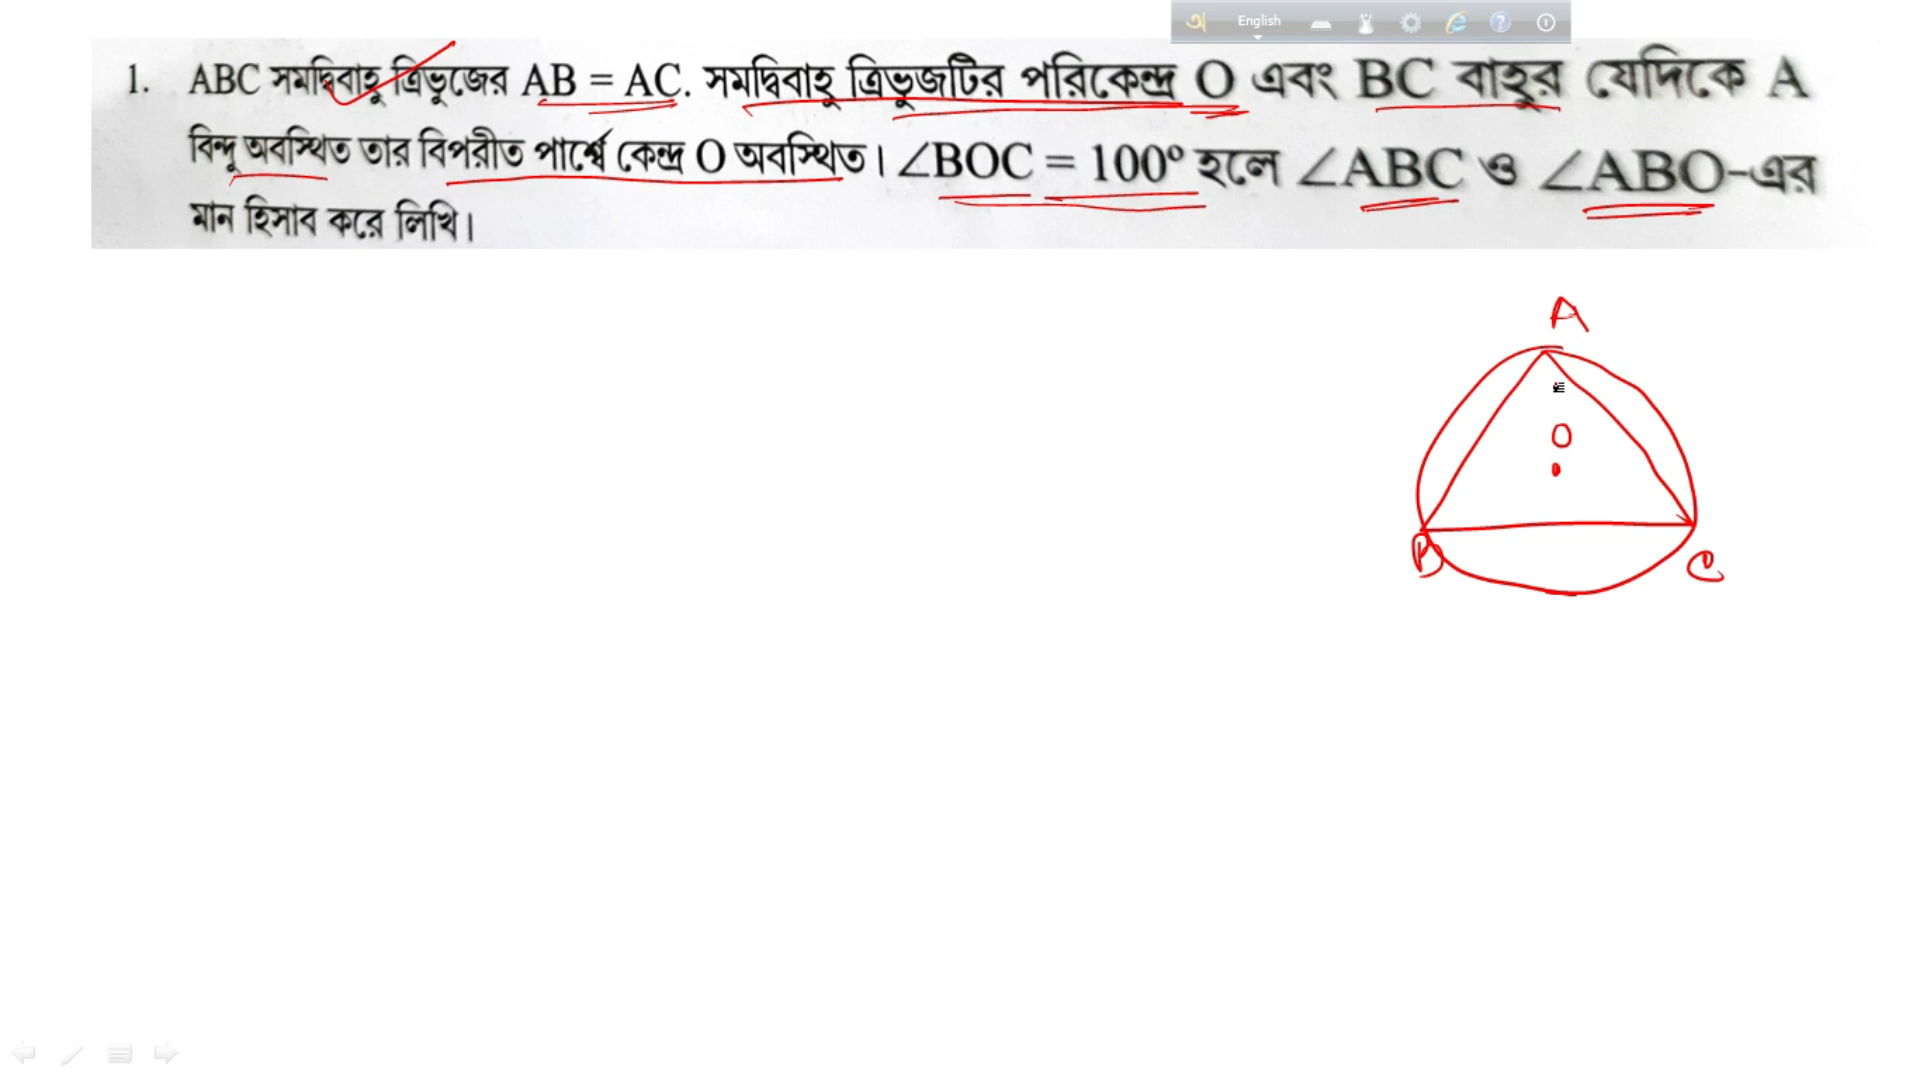 English
1. ABC সমদ্বিবাহু ত্রিভুজের AB = AC. সমদ্বিবাহু ত্রিভুজটির পরিকেন্দ্র O এবং BC বাহুর যেদিকে A
বিন্দু অবস্থিত তার বিপরীত পার্শ্বে কেন্দ্র O অবস্থিত। ∠BOC = 100° হলে ∠ABC ও ∠ABO-এর
মান হিসাব করে লিখি।
A
O
B
C